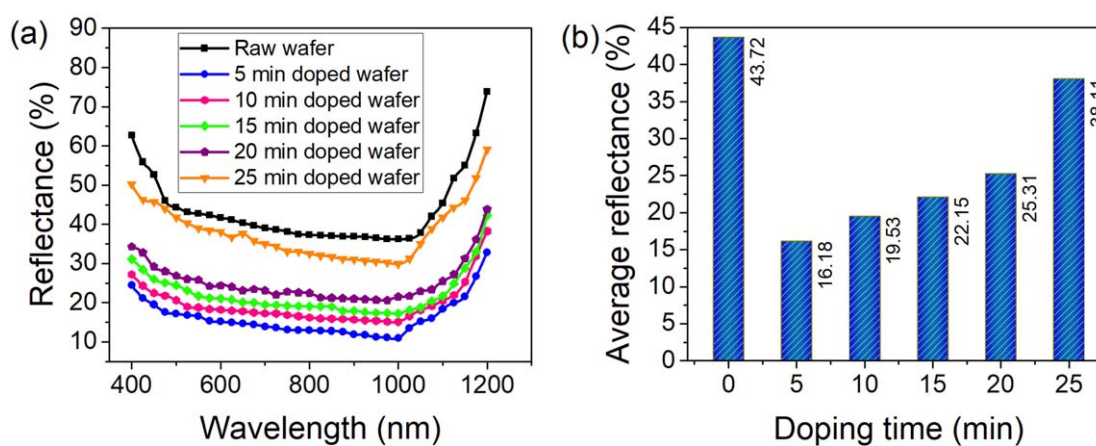 (a)
Reflectance (%)
90
80
70
60
50
40
30
20
10
Raw wafer
5 min doped wafer
10 min doped wafer
15 min doped wafer
20 min doped wafer
25 min doped wafer
400 600 800 1000 1200
Wavelength (nm)
(b)
Average reflectance (%)
45
40
35
30
25
20
15
10
5
0
43.72
16.18
19.53
22.15
25.31
0 5 10 15 20 25
Doping time (min)